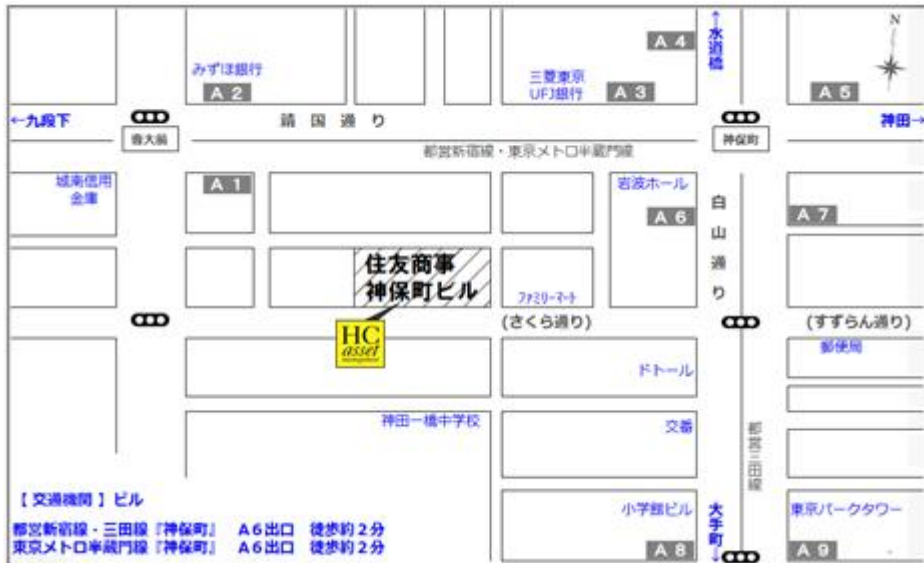 ↑水道橋
N
A 4
みずほ銀行
A 2
三菱東京
UFJ銀行
A 3
A 5
←九段下
専大前
靖国通り
神保町
神田→
都営新宿線・東京メトロ半蔵門線
城南信用
金庫
A 1
岩波ホール
A 6
白山通り
A 7
住友商事
神保町ビル
ファミリーマート
HC
asset
management
(さくら通り)
(すずらん通り)
郵便局
ドトール
神田一橋中学校
交番
都営三田線
【交通機関】ビル
都営新宿線・三田線『神保町』 A6出口 徒歩約2分
東京メトロ半蔵門線『神保町』 A6出口 徒歩約2分
小学館ビル
A 8
大手町→
東京パークタワー
A 9